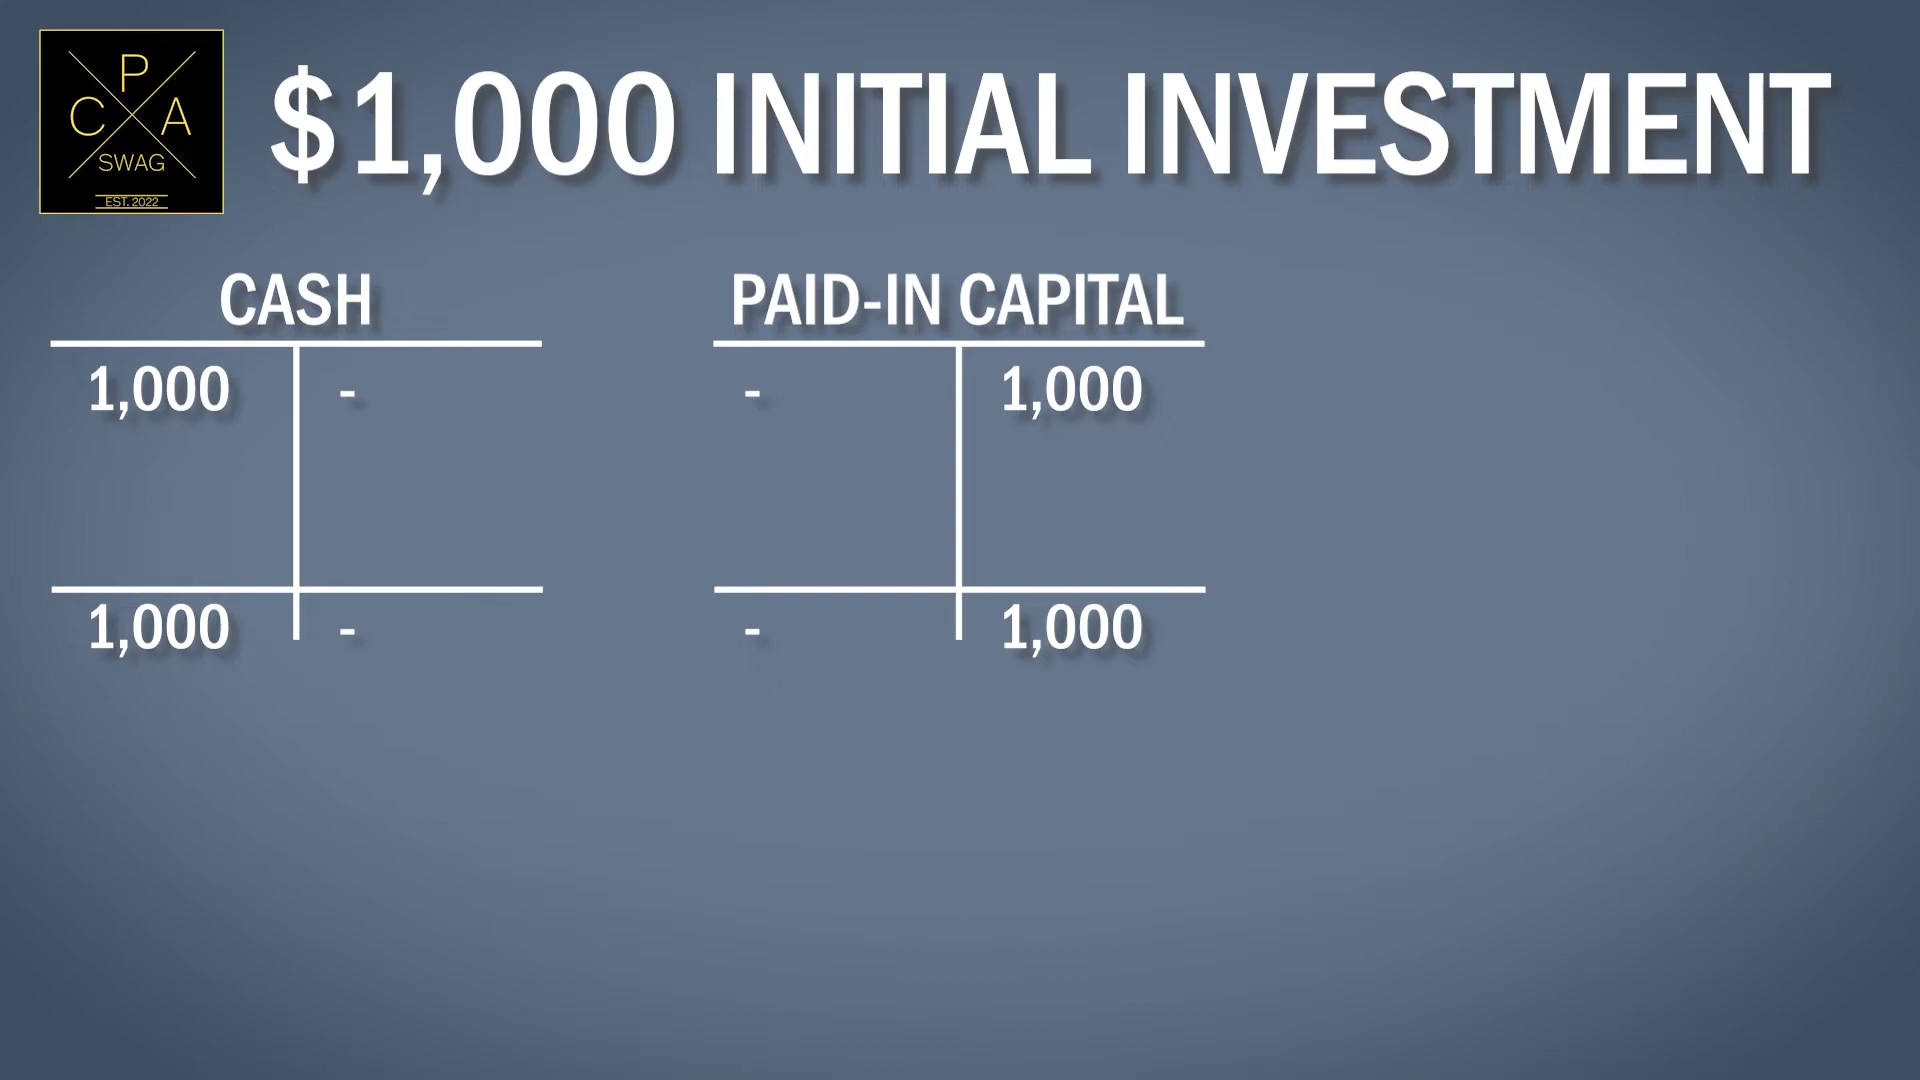 P
C A
SWAG
EST. 2022
$1,000 INITIAL INVESTMENT
CASH
1,000 -
1,000 -
PAID-IN CAPITAL
- 1,000
- 1,000